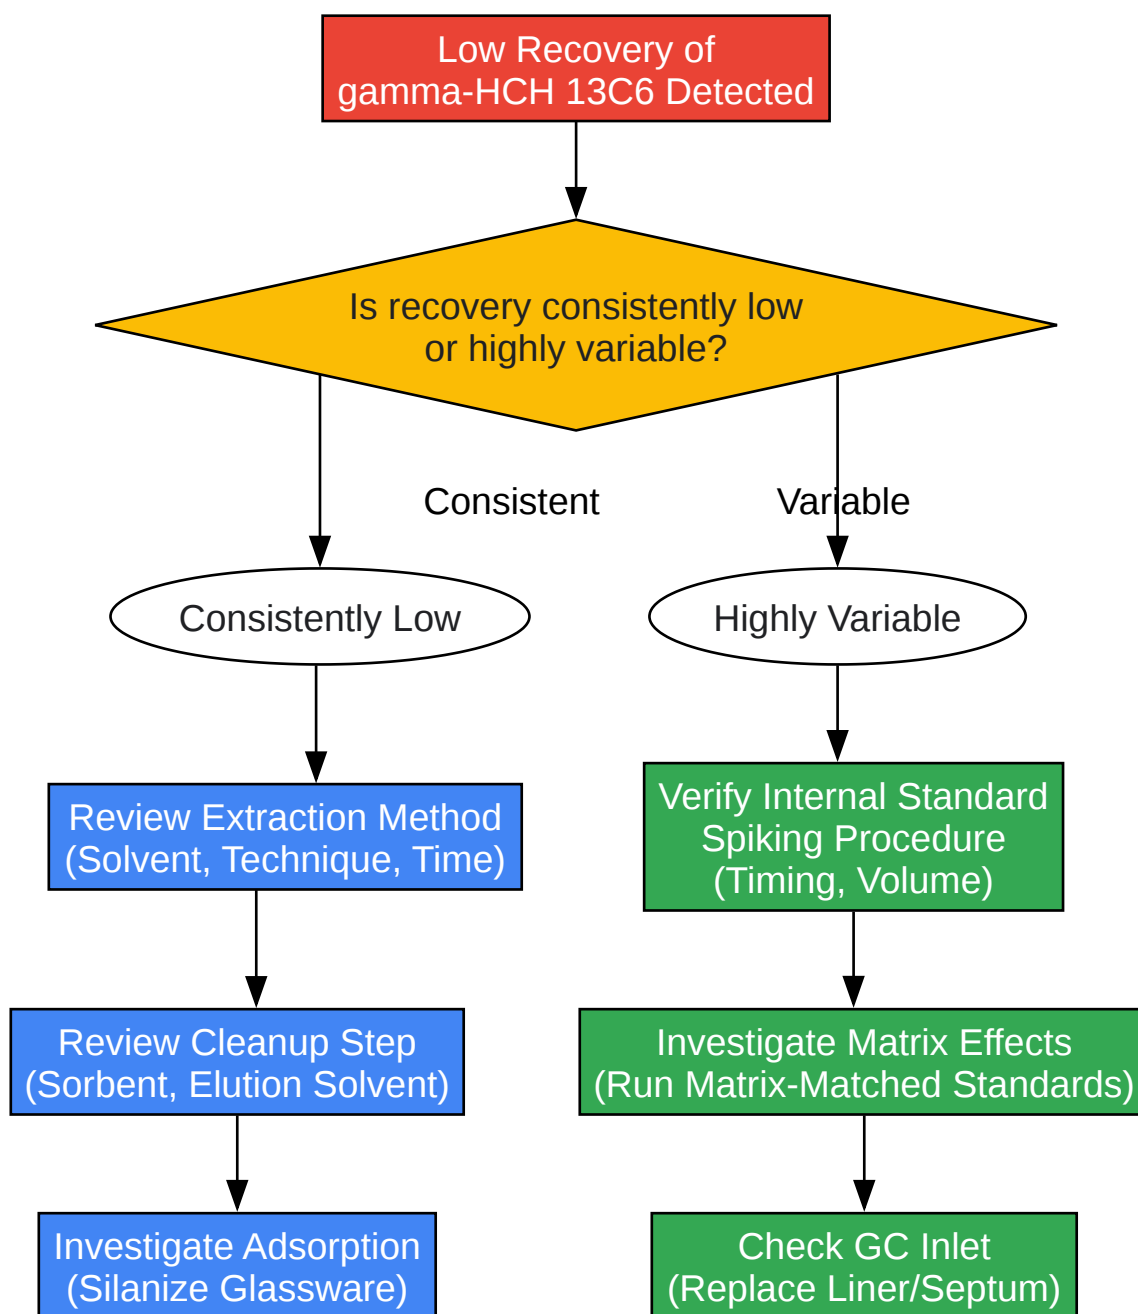 Low Recovery of
gamma-HCH 13C6 Detected
Is recovery consistently low
or highly variable?
Consistent
Variable
Consistently Low
Highly Variable
Review Extraction Method
(Solvent, Technique, Time)
Verify Internal Standard
Spiking Procedure
(Timing, Volume)
Review Cleanup Step
(Sorbent, Elution Solvent)
Investigate Matrix Effects
(Run Matrix-Matched Standards)
Investigate Adsorption
(Silanize Glassware)
Check GC Inlet
(Replace Liner/Septum)